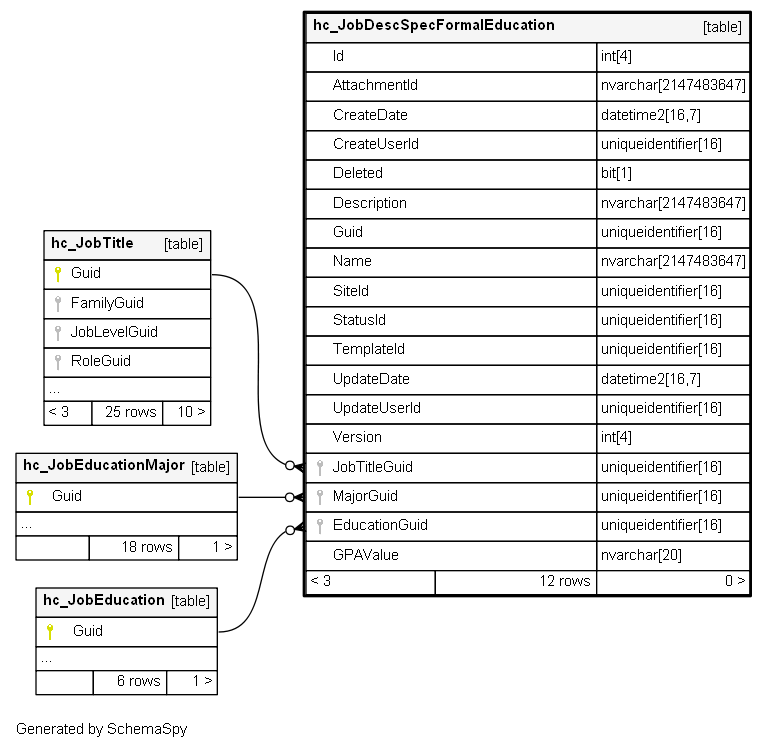 hc_JobDescSpecFormalEducation [table]
Id int[4]
AttachmentId nvarchar[2147483647]
CreateDate datetime2[16,7]
CreateUserId uniqueidentifier[16]
Deleted bit[1]
Description nvarchar[2147483647]
Guid uniqueidentifier[16]
Name nvarchar[2147483647]
SiteId uniqueidentifier[16]
StatusId uniqueidentifier[16]
TemplateId uniqueidentifier[16]
UpdateDate datetime2[16,7]
UpdateUserId uniqueidentifier[16]
Version int[4]
JobTitleGuid uniqueidentifier[16]
MajorGuid uniqueidentifier[16]
EducationGuid uniqueidentifier[16]
GPAValue nvarchar[20]
< 3 12 rows 0 >
hc_JobTitle [table]
Guid
FamilyGuid
JobLevelGuid
RoleGuid
...
< 3 25 rows 10 >
hc_JobEducationMajor [table]
Guid
...
18 rows 1 >
hc_JobEducation [table]
Guid
...
6 rows 1 >
Generated by SchemaSpy